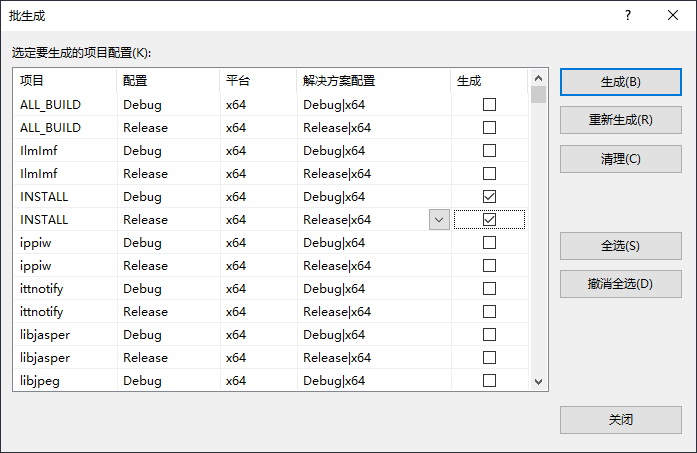 批生成
选定要生成的项目配置(K):
项目 配置 平台 解决方案配置 生成
ALL_BUILD Debug x64 Debug|x64
ALL_BUILD Release x64 Release|x64
IlmImf Debug x64 Debug|x64
IlmImf Release x64 Release|x64
INSTALL Debug x64 Debug|x64
INSTALL Release x64 Release|x64
ippiw Debug x64 Debug|x64
ippiw Release x64 Release|x64
ittnotify Debug x64 Debug|x64
ittnotify Release x64 Release|x64
libjasper Debug x64 Debug|x64
libjasper Release x64 Release|x64
libjpeg Debug x64 Debug|x64
生成(B)
重新生成(R)
清理(C)
全选(S)
撤消全选(D)
关闭